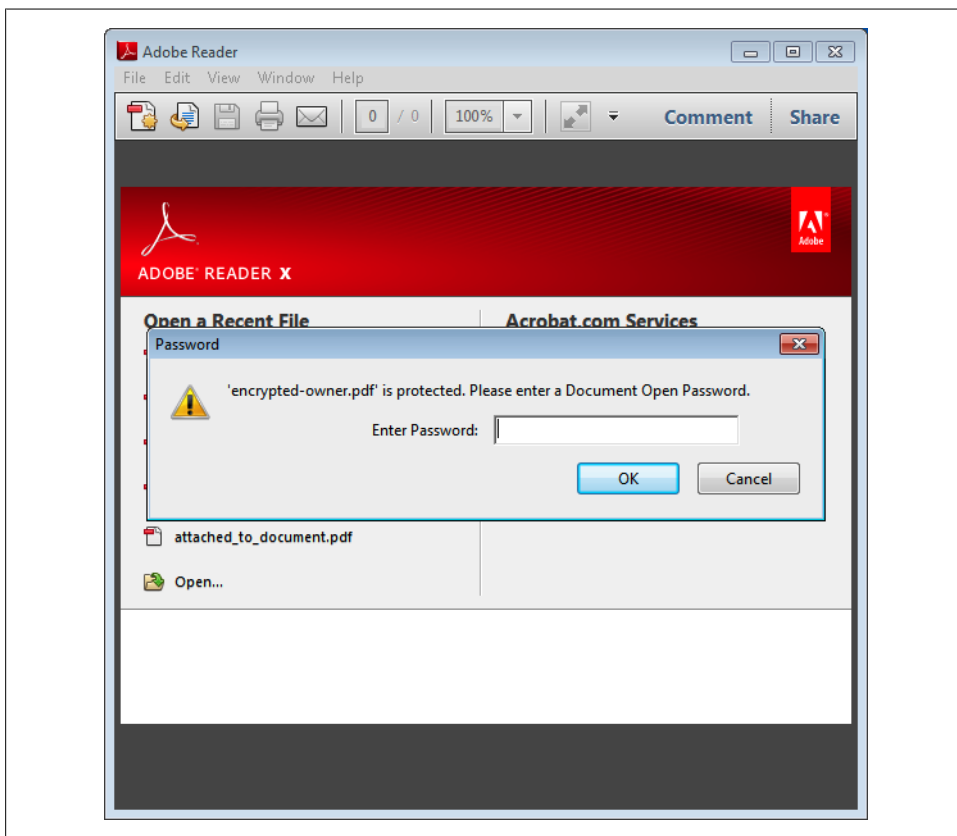 Adobe Reader
File Edit View Window Help
0 / 0 100% Comment Share
Adobe
ADOBE® READER X
Open a Recent File Acrobat.com Services
Password
'encrypted-owner.pdf' is protected. Please enter a Document Open Password.
Enter Password:
OK Cancel
attached_to_document.pdf
Open...